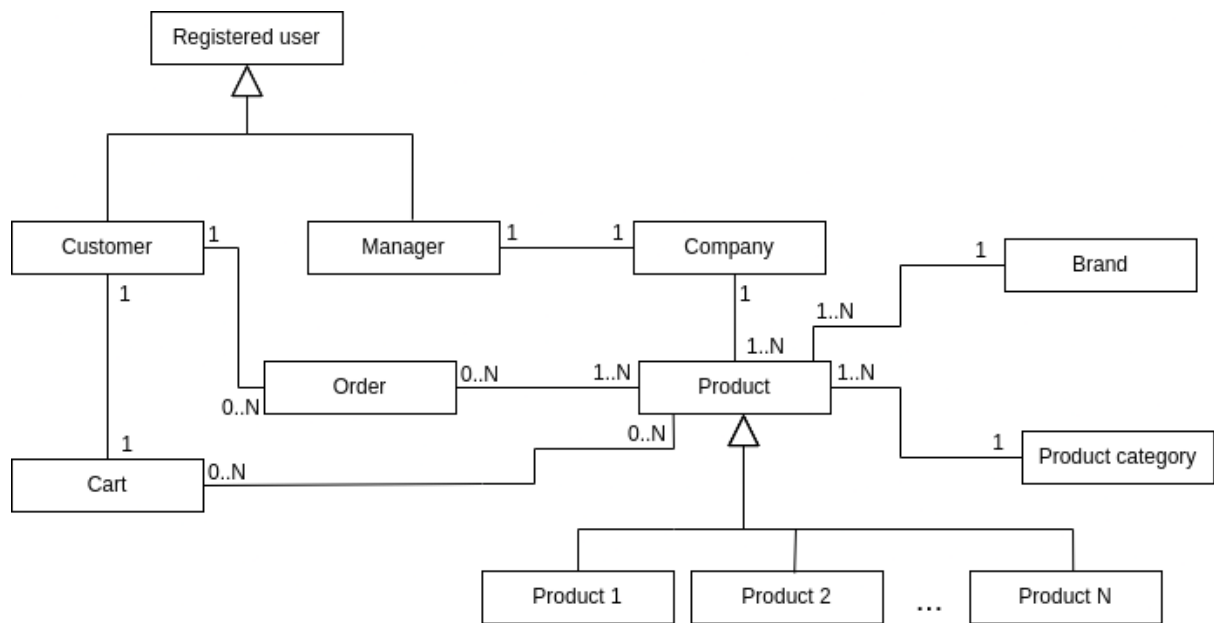 Registered user
Customer
1
Manager
1
1
Company
1
Brand
1
1
1..N
1..N
Order
0..N
0..N
1..N
Product
1..N
0..N
1
Cart
0..N
1
Product category
Product 1
Product 2
...
Product N